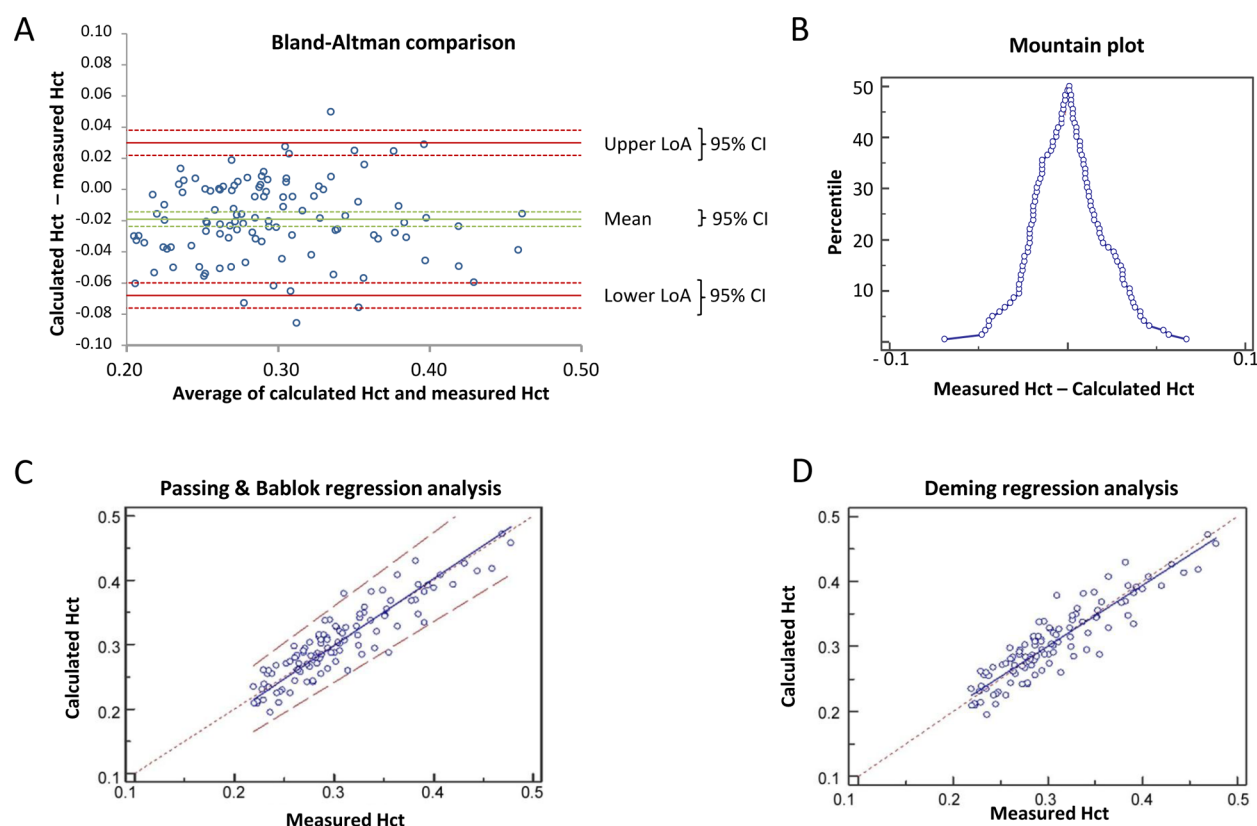 A
Bland-Altman comparison
Calculated Hct – measured Hct
0.10
0.08
0.06
0.04
0.02
0.00
-0.02
-0.04
-0.06
-0.08
-0.10
0.20 0.30 0.40 0.50
Average of calculated Hct and measured Hct
Upper LoA 95% CI
Mean 95% CI
Lower LoA 95% CI
B
Mountain plot
Percentile
50
40
30
20
10
-0.1 0.1
Measured Hct – Calculated Hct
C
Passing & Bablok regression analysis
Calculated Hct
0.5
0.4
0.3
0.2
0.1
0.1 0.2 0.3 0.4 0.5
Measured Hct
D
Deming regression analysis
Calculated Hct
0.5
0.4
0.3
0.2
0.1
0.1 0.2 0.3 0.4 0.5
Measured Hct